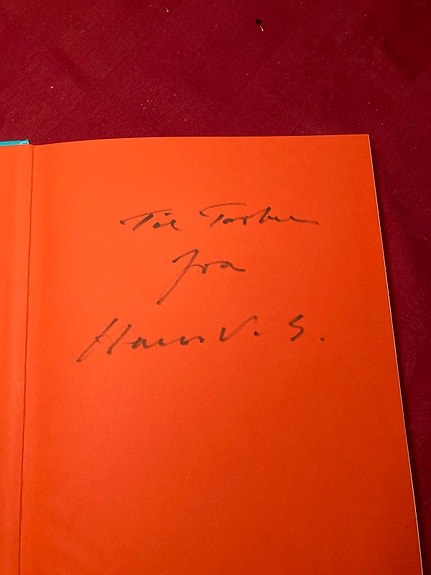 Til Torben
fra
Hans V. S.